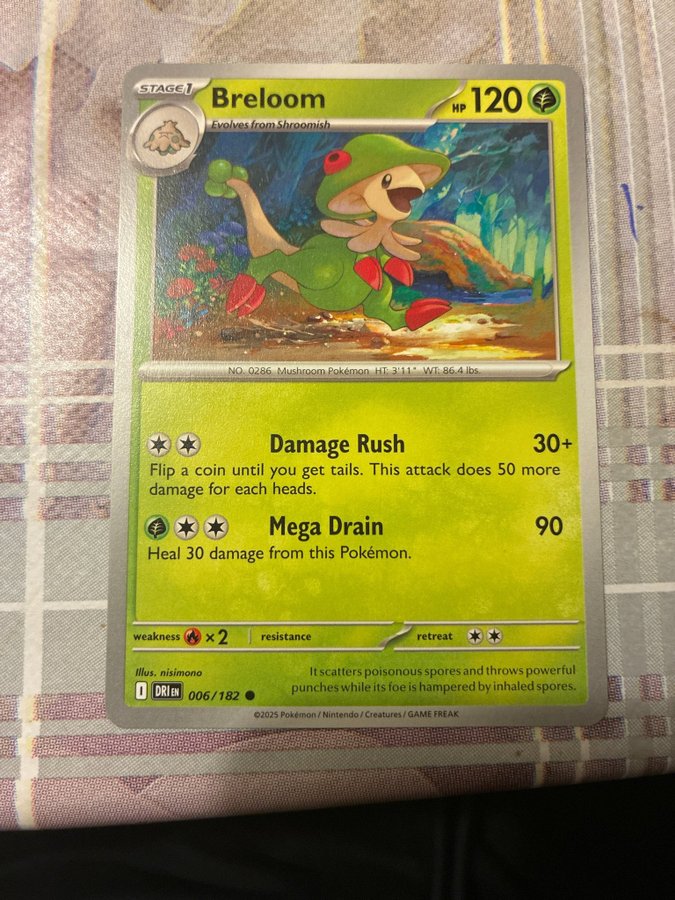 STAGE1
Breloom
HP 120
Evolves from Shroomish
NO. 0286 Mushroom Pokémon HT: 3'11" WT: 86.4 lbs.
Damage Rush 30+
Flip a coin until you get tails. This attack does 50 more
damage for each heads.
Mega Drain 90
Heal 30 damage from this Pokémon.
weakness ×2 resistance retreat
Illus. nisimono
It scatters poisonous spores and throws powerful
punches while its foe is hampered by inhaled spores.
I DRI EN 006/182
©2025 Pokémon / Nintendo / Creatures / GAME FREAK